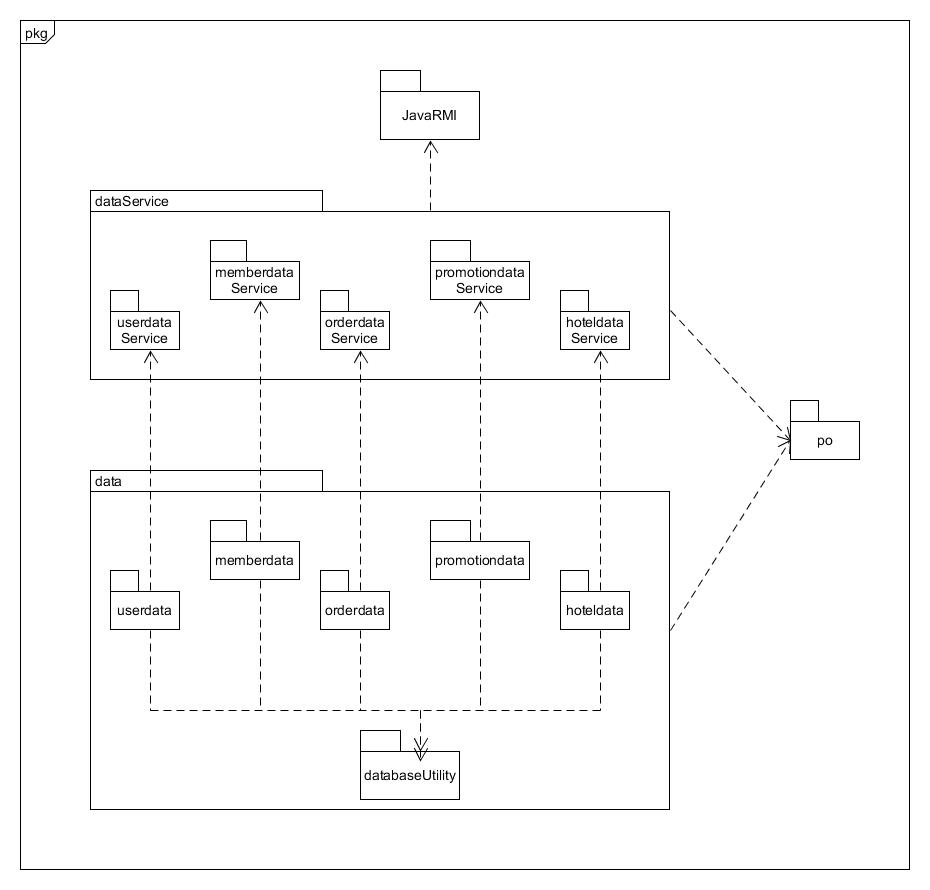 pkg
JavaRMI
dataService
memberdata
Service
promotiondata
Service
userdata
Service
orderdata
Service
hoteldata
Service
po
data
memberdata
promotiondata
userdata
orderdata
hoteldata
databaseUtility